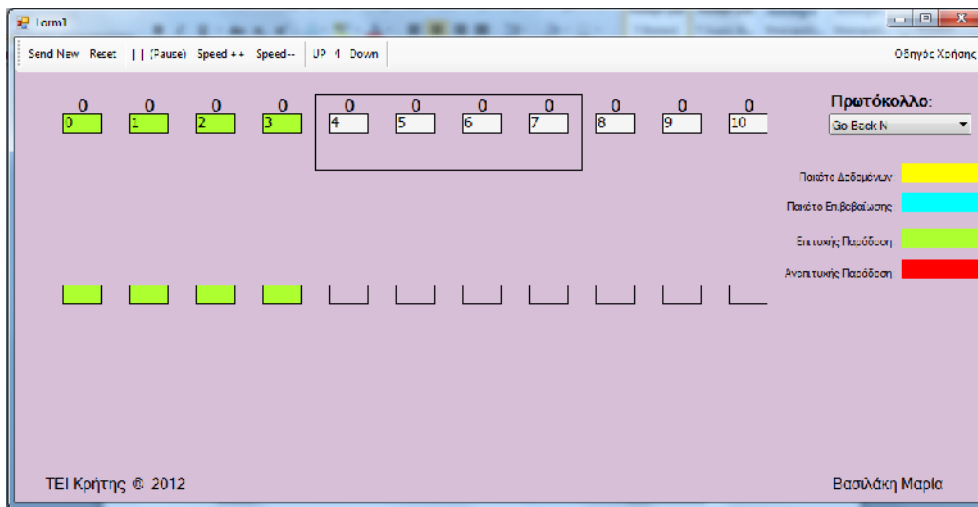 Form1
Send New Reset | | (Pause) Speed ++ Speed-- UP 4 Down Οδηγός Χρήσης
0 0 0 0 0 0 0 0 0 0 0 Πρωτόκολλο:
0 1 2 3 4 5 6 7 8 9 10 Go Back N
Πακέτο Δεδομένων
Πακέτο Επιβεβαίωσης
Επιτυχής Παράδοση
Ανεπιτυχής Παράδοση
ΤΕΙ Κρήτης ® 2012 Βασιλάκη Μαρία